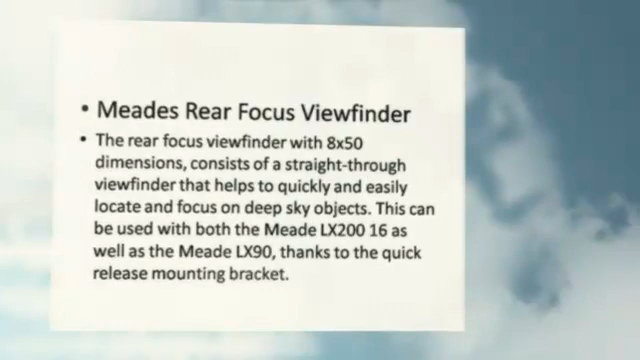 • Meades Rear Focus Viewfinder
• The rear focus viewfinder with 8x50
dimensions, consists of a straight-through
viewfinder that helps to quickly and easily
locate and focus on deep sky objects. This can
be used with both the Meade LX200 16 as
well as the Meade LX90, thanks to the quick
release mounting bracket.